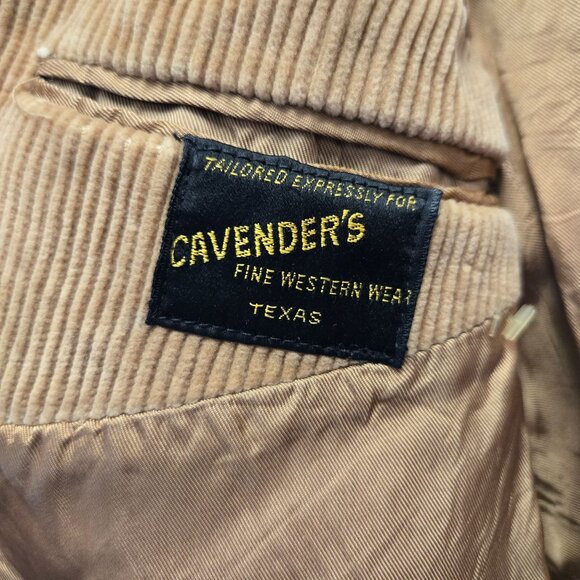 TAILORED EXPRESSLY FOR
CAVENDER'S
FINE WESTERN WEAR
TEXAS